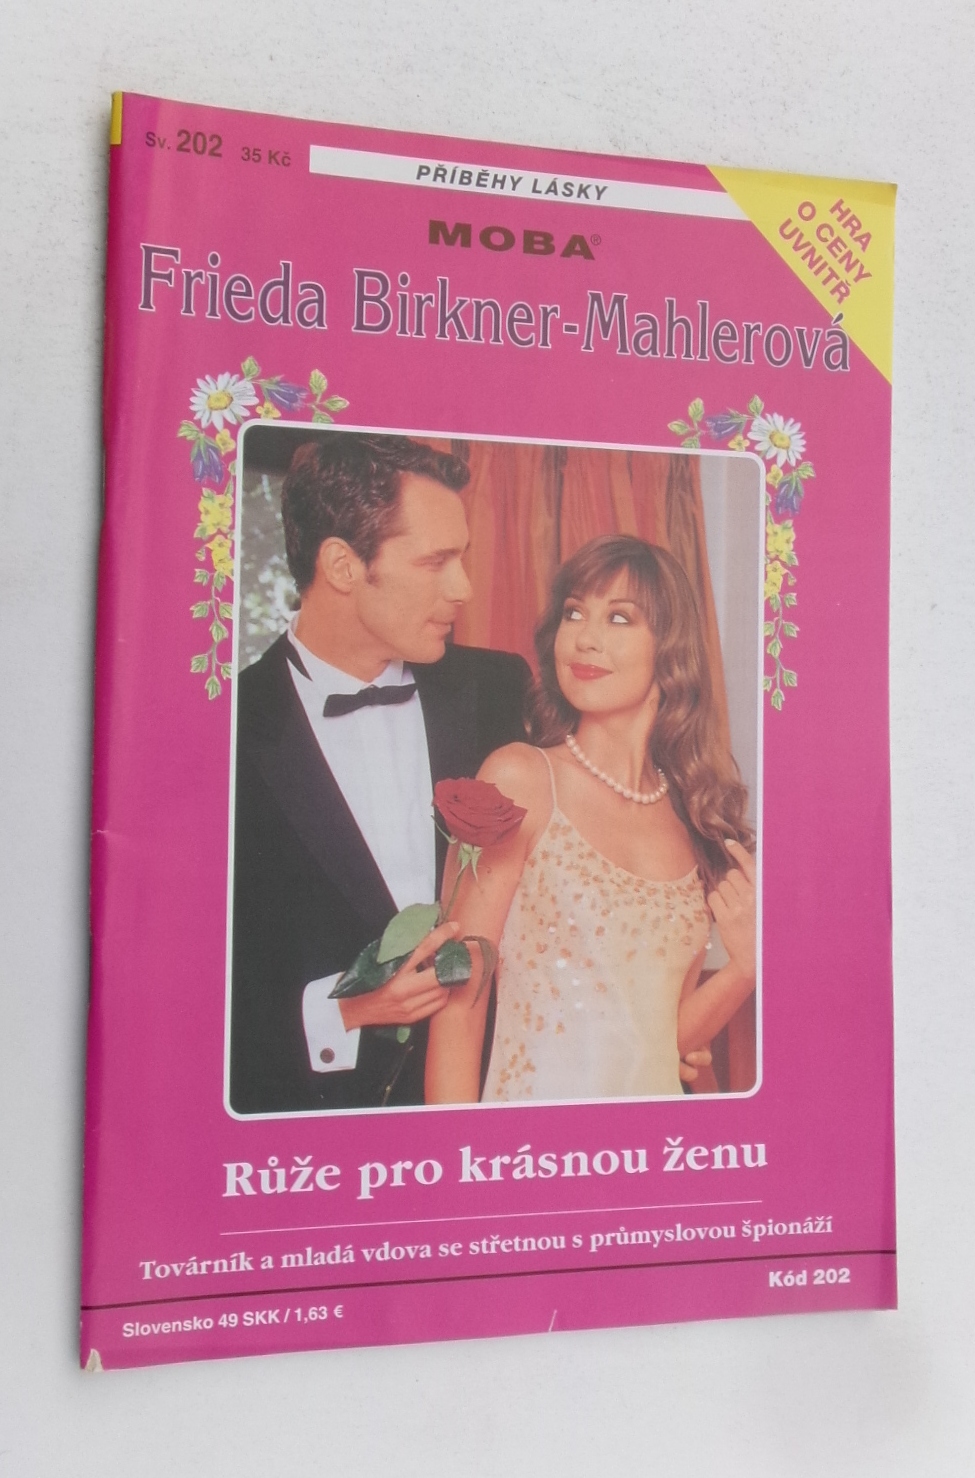 Sv. 202 35 Kč
PŘÍBĚHY LÁSKY
HRA
O CENY
UVNITŘ
MOBA®
Frieda Birkner-Mahlerová
Růže pro krásnou ženu
Továrník a mladá vdova se střetnou s průmyslovou špionáží
Kód 202
Slovensko 49 SKK / 1,63 €